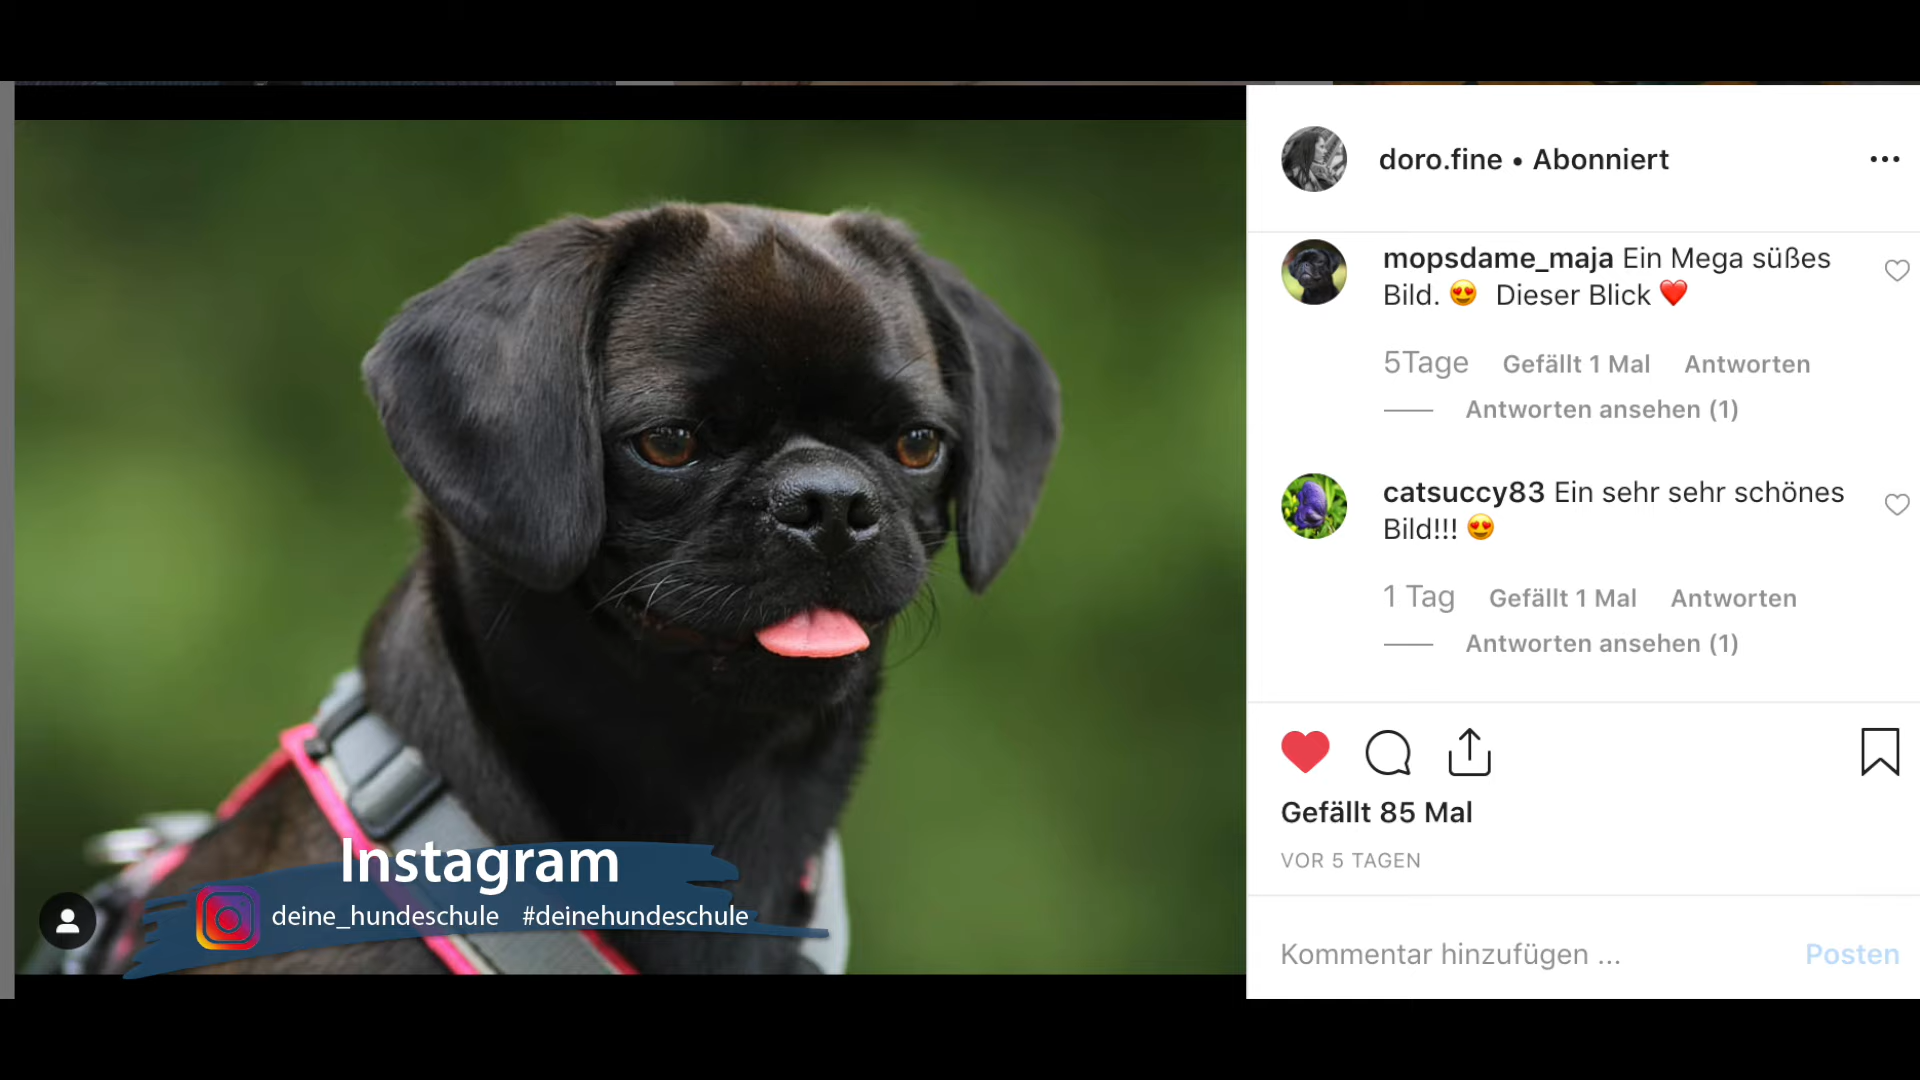 doro.fine • Abonniert
mopsdame_maja Ein Mega süßes
Bild. 😍 Dieser Blick ❤️
5Tage Gefällt 1 Mal Antworten
Antworten ansehen (1)
catsuccy83 Ein sehr sehr schönes
Bild!!! 😍
1 Tag Gefällt 1 Mal Antworten
Antworten ansehen (1)
Gefällt 85 Mal
VOR 5 TAGEN
Kommentar hinzufügen ... Posten
Instagram
deine_hundeschule #deinehundeschule